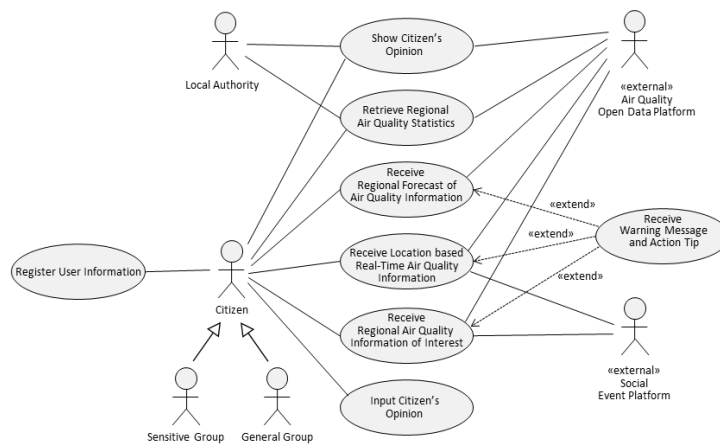 Show Citizen's
Opinion
Local Authority
«external»
Air Quality
Open Data Platform
Retrieve Regional
Air Quality Statistics
Receive
Regional Forecast of
Air Quality Information
«extend»
Receive
Warning Message
and Action Tip
«extend»
Register User Information
Citizen
Receive Location based
Real-Time Air Quality
Information
«extend»
Receive
Regional Air Quality
Information of Interest
«external»
Social
Event Platform
Input Citizen's
Opinion
Sensitive Group
General Group